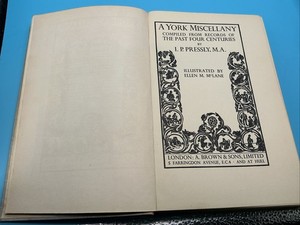 A YORK MISCELLANY
COMPILED FROM RECORDS OF
THE PAST FOUR CENTURIES
BY
I. P. PRESSLY, M.A.
ILLUSTRATED BY
ELLEN M. McLANE
LONDON: A. BROWN & SONS, LIMITED
5 FARRINGDON AVENUE, E.C.4 · AND AT HULL